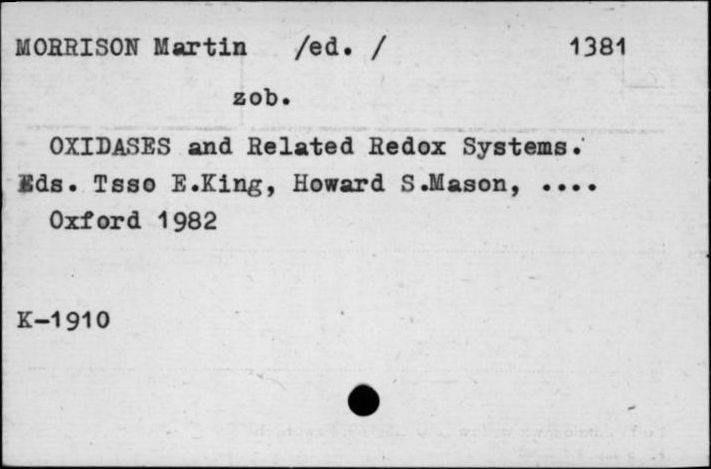 MORRISON Martin /ed. / 1381
zob.
OXIDASES and Related Redox Systems.
Eds. Tsso E.King, Howard S.Mason, ....
Oxford 1982
K-1910